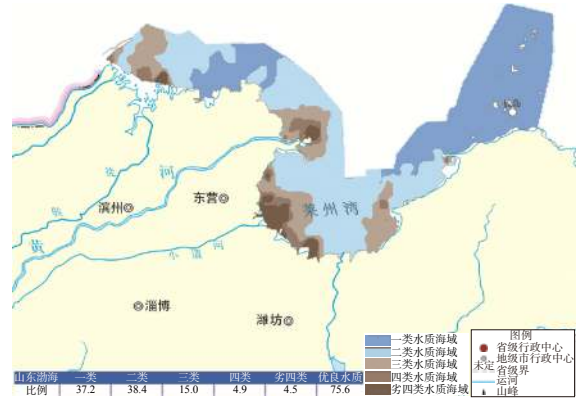 莱州湾
河
东营
滨州
黄
小清河
淄博
潍坊
一类水质海域
二类水质海域
三类水质海域
四类水质海域
劣四类水质海域
图例
省级行政中心
地级市行政中心
未定 省级界
运河
山峰
山东渤海 一类 二类 三类 四类 劣四类 优良水质
比例 37.2 38.4 15.0 4.9 4.5 75.6